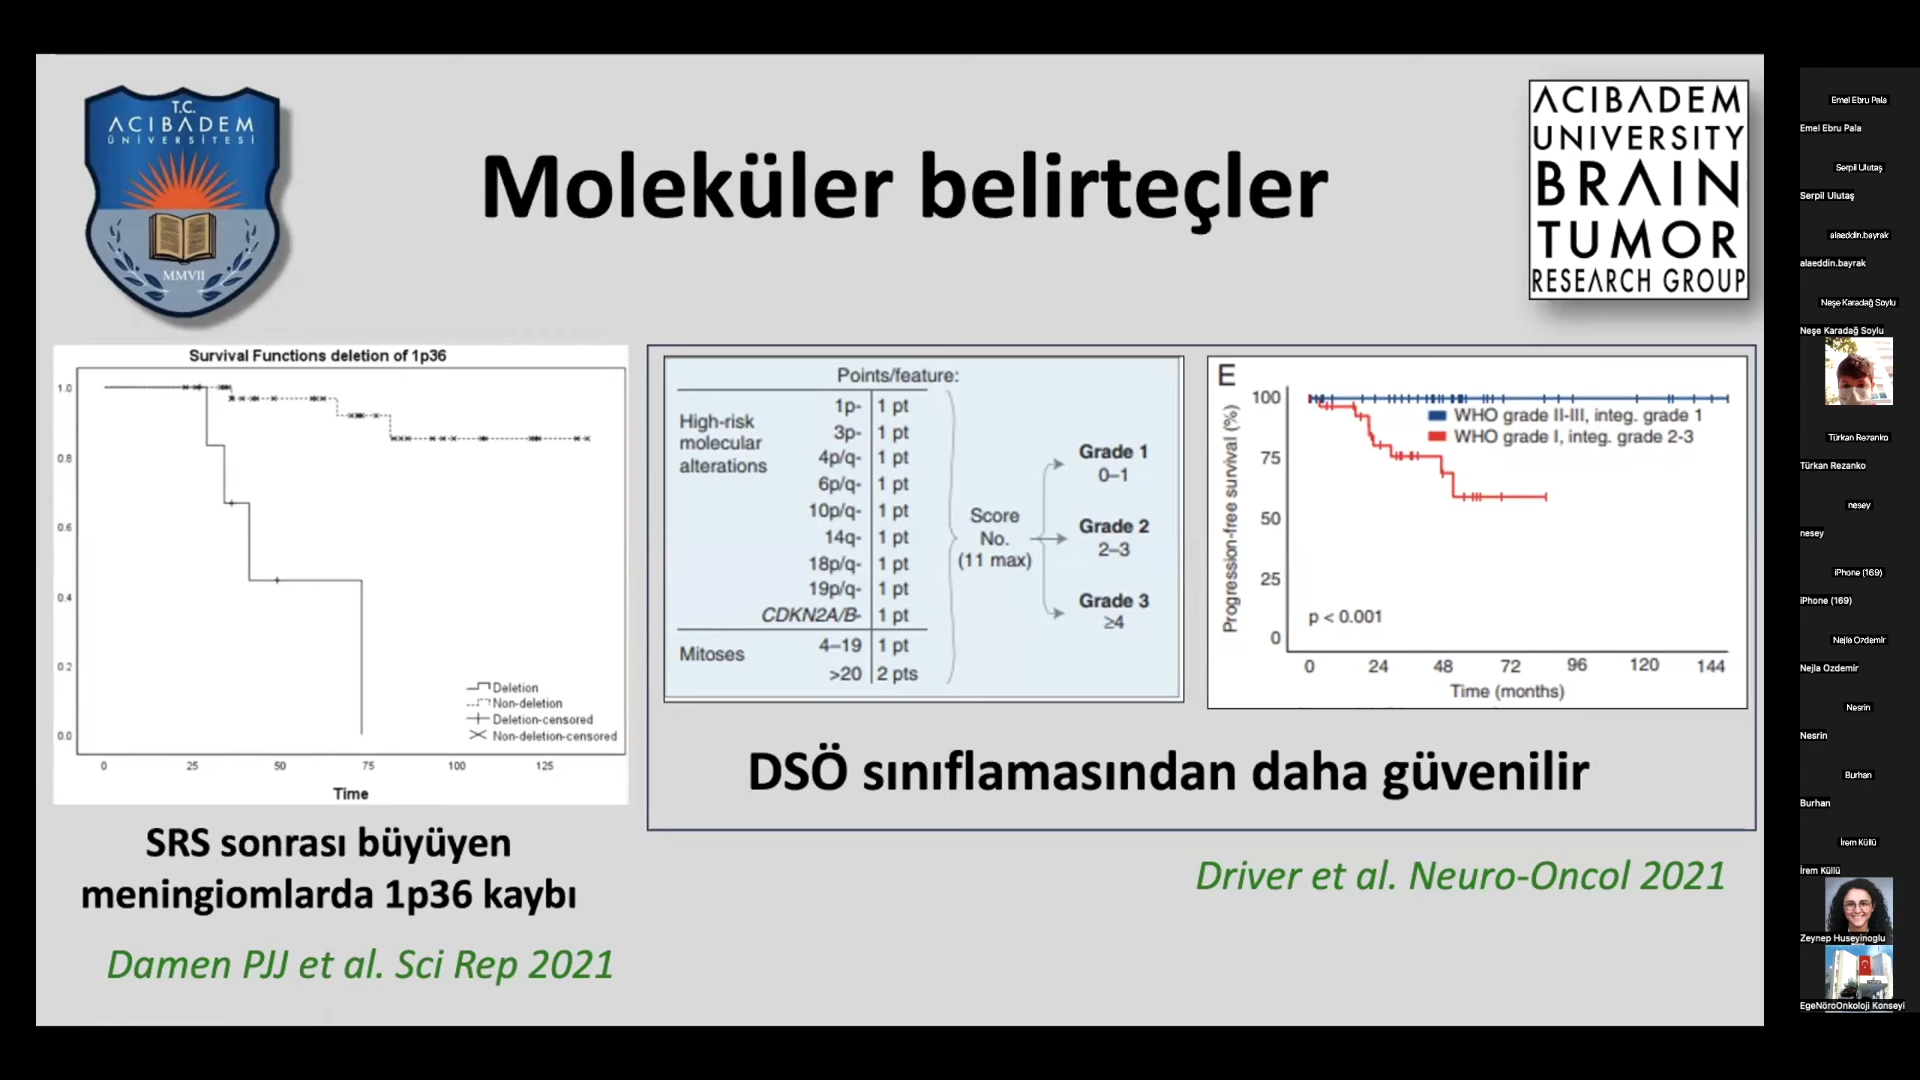 T.C.
ACIBADEM
ÜNİVERSİTESİ
MMVII
Moleküler belirteçler
ACIBADEM
UNIVERSITY
BRAIN
TUMOR
RESEARCH GROUP
Survival Functions deletion of 1p36
1.0
0.8
0.6
0.4
0.2
0.0
Deletion
Non-deletion
Deletion-censored
Non-deletion-censored
0 25 50 75 100 125
Time
SRS sonrası büyüyen
meningiomlarda 1p36 kaybı
Damen PJJ et al. Sci Rep 2021
Points/feature:
High-risk
molecular
alterations
1p- 1 pt
3p- 1 pt
4p/q- 1 pt
6p/q- 1 pt
10p/q- 1 pt
14q- 1 pt
18p/q- 1 pt
19p/q- 1 pt
CDKN2A/B- 1 pt
Mitoses
4–19 1 pt
>20 2 pts
Score
No.
(11 max)
Grade 1
0–1
Grade 2
2–3
Grade 3
≥4
E
Progression-free survival (%)
100
75
50
25
0
WHO grade II-III, integ. grade 1
WHO grade I, integ. grade 2-3
p < 0.001
0 24 48 72 96 120 144
Time (months)
DSÖ sınıflamasından daha güvenilir
Driver et al. Neuro-Oncol 2021
Emel Ebru Pala
Emel Ebru Pala
Serpil Ulutaş
Serpil Ulutaş
alaeddin.bayrak
alaeddin.bayrak
Neşe Karadağ Soylu
Neşe Karadağ Soylu
Türkan Rezanko
Türkan Rezanko
nesey
nesey
iPhone (169)
iPhone (169)
Nejla Ozdemir
Nejla Ozdemir
Nesrin
Nesrin
Burhan
Burhan
İrem Küllü
İrem Küllü
Zeynep Huseyinoglu
EgeNöroOnkoloji Konseyi